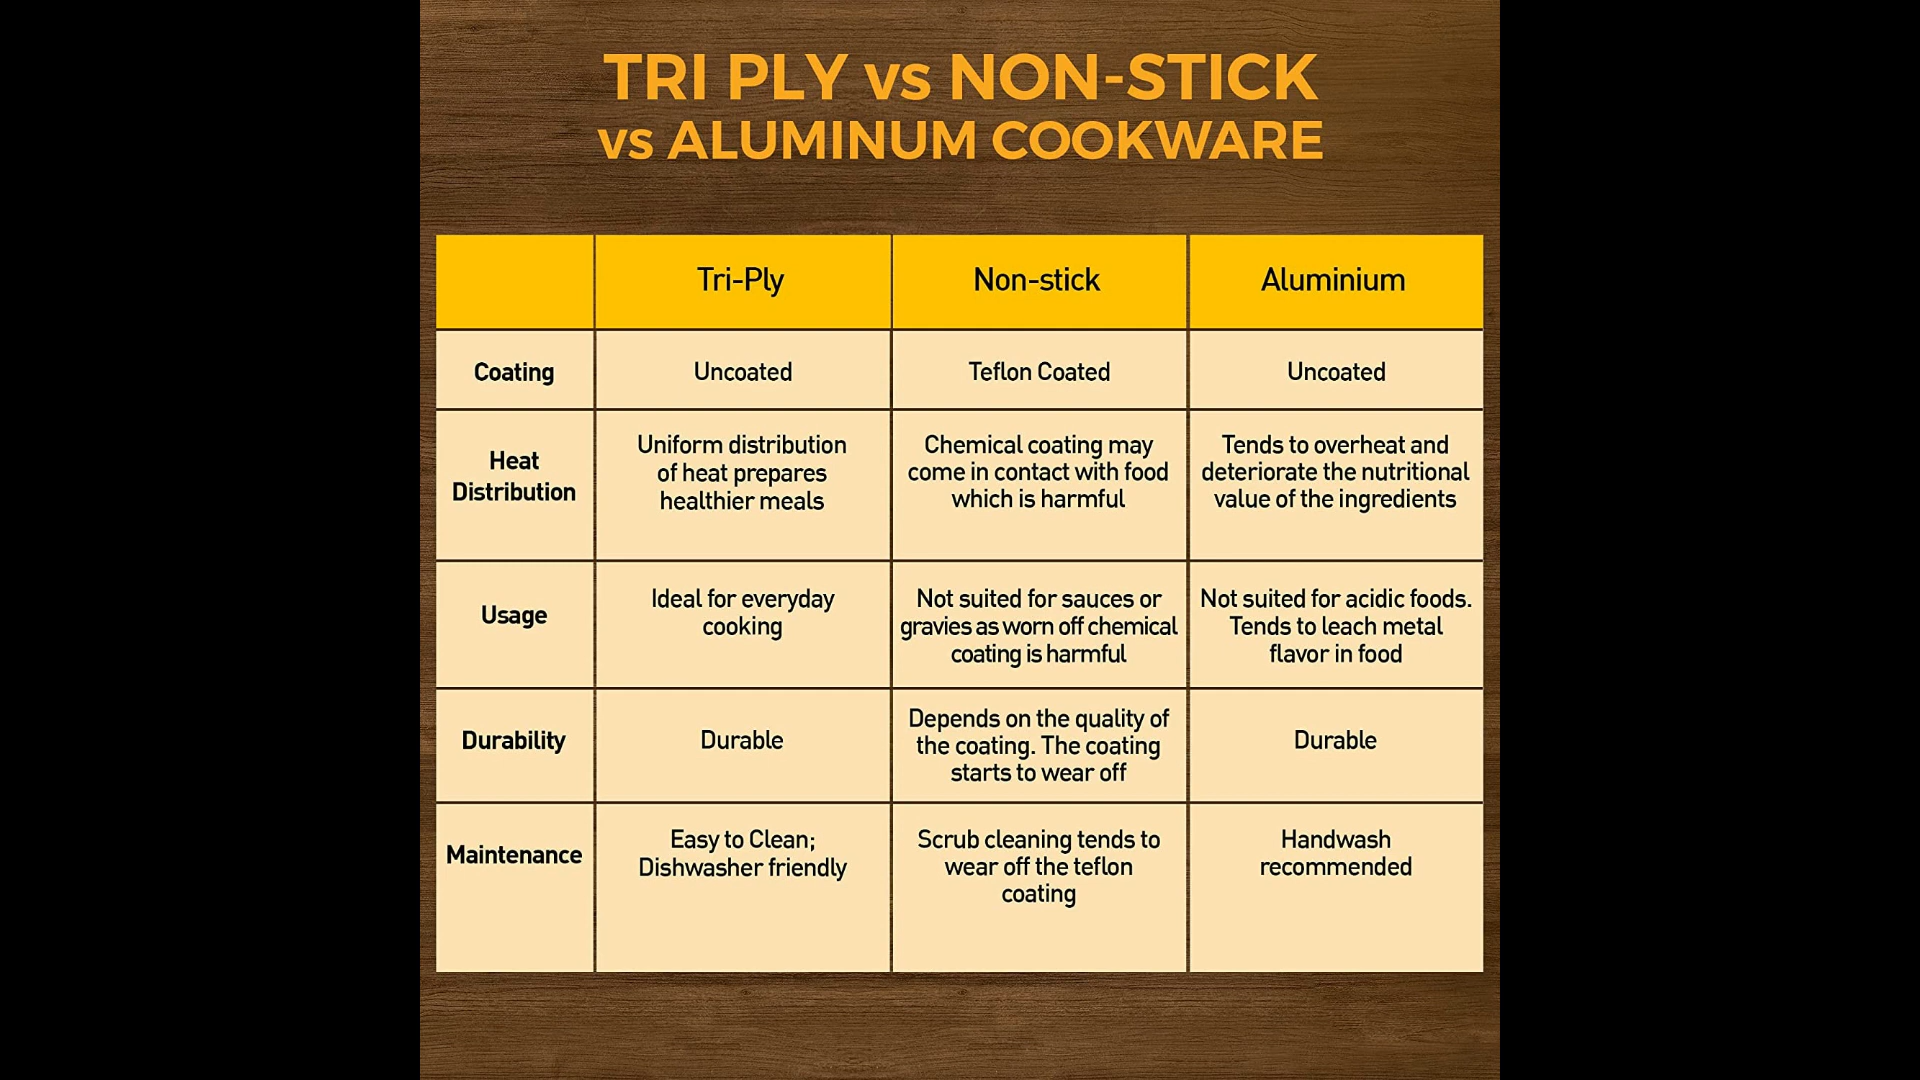 TRI PLY vs NON-STICK
vs ALUMINUM COOKWARE
Tri-Ply
Non-stick
Aluminium
Coating
Uncoated
Teflon Coated
Uncoated
Heat
Distribution
Uniform distribution
of heat prepares
healthier meals
Chemical coating may
come in contact with food
which is harmful
Tends to overheat and
deteriorate the nutritional
value of the ingredients
Usage
Ideal for everyday
cooking
Not suited for sauces or
gravies as worn off chemical
coating is harmful
Not suited for acidic foods.
Tends to leach metal
flavor in food
Durability
Durable
Depends on the quality of
the coating. The coating
starts to wear off
Durable
Maintenance
Easy to Clean;
Dishwasher friendly
Scrub cleaning tends to
wear off the teflon
coating
Handwash
recommended